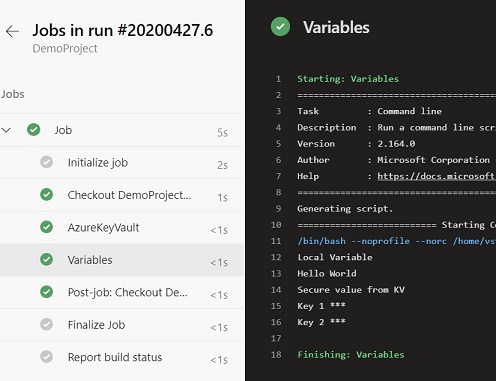 Jobs in run #20200427.6
DemoProject
Jobs
Job 5s
Initialize job 2s
Checkout DemoProject... 1s
AzureKeyVault <1s
Variables <1s
Post-job: Checkout De... <1s
Finalize Job <1s
Report build status <1s
Variables
1 Starting: Variables
2 ==============================================
3 Task : Command line
4 Description : Run a command line scri
5 Version : 2.164.0
6 Author : Microsoft Corporation
7 Help : https://docs.microsoft
8 ==============================================
9 Generating script.
10 ========================== Starting Co
11 /bin/bash --noprofile --norc /home/vs
12 Local Variable
13 Hello World
14 Secure value from KV
15 Key 1 ***
16 Key 2 ***
17
18 Finishing: Variables